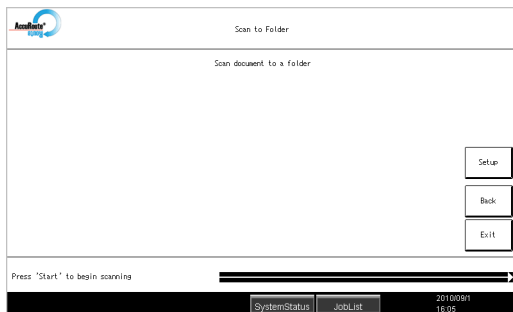 AccuRoute®
Scan to Folder
Scan document to a folder
Setup
Back
Exit
Press 'Start' to begin scanning
SystemStatus
JobList
2010/09/1
16:05